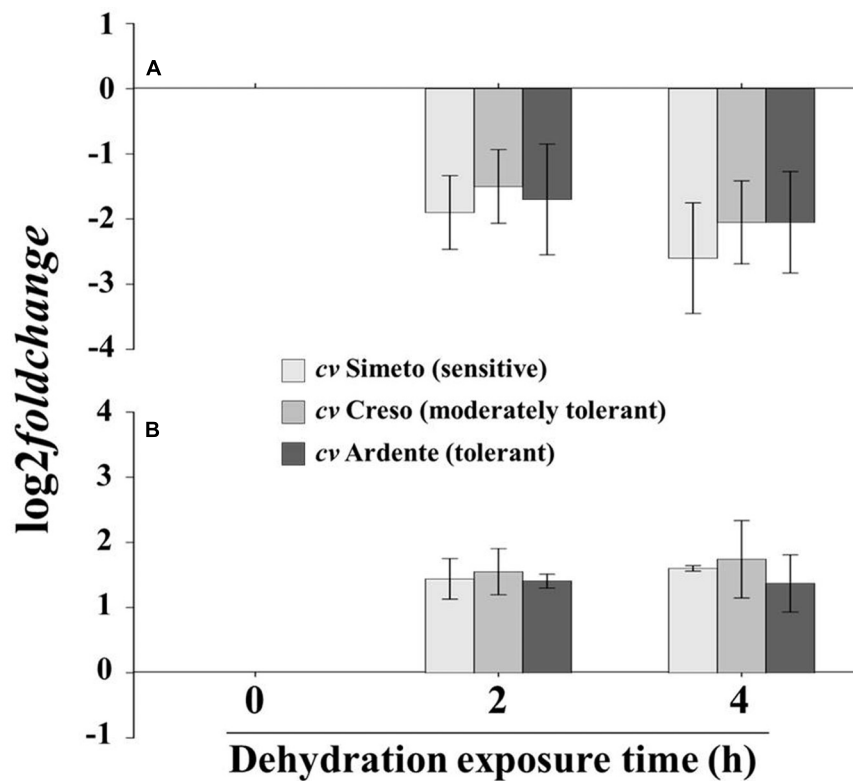 1
A
0
-1
-2
-3
-4
log2foldchange
cv Simeto (sensitive)
cv Creso (moderately tolerant)
cv Ardente (tolerant)
4
B
3
2
1
0
-1
0 2 4
Dehydration exposure time (h)